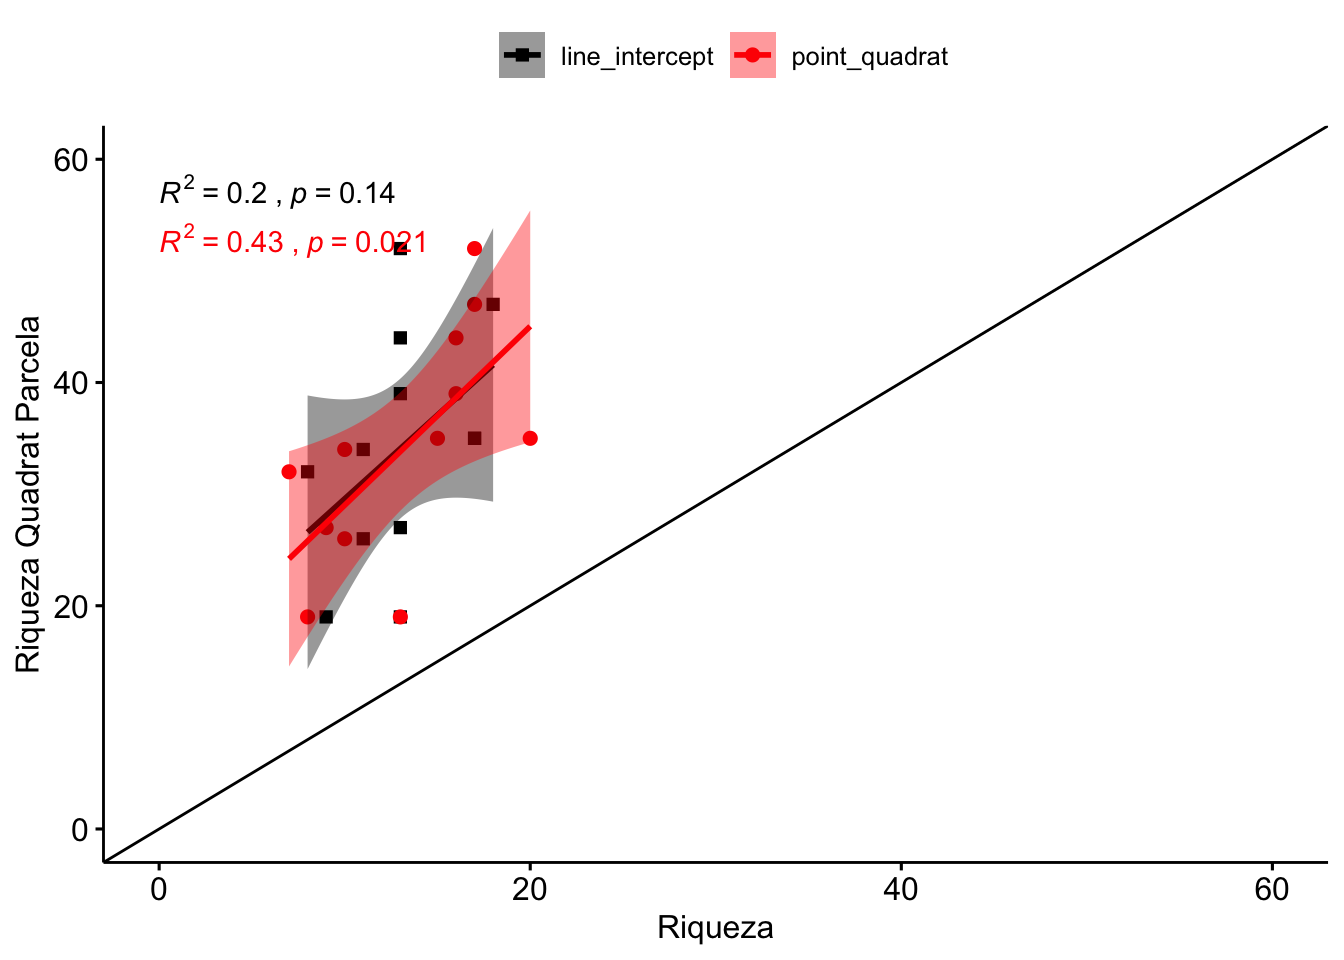 line_intercept point_quadrat
60
R² = 0.2 , p = 0.14
R² = 0.43 , p = 0.021
Riqueza Quadrat Parcela
40
20
0
0 20 40 60
Riqueza